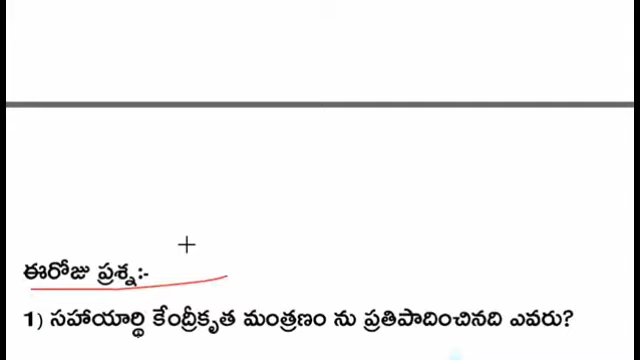 ఈరోజు ప్రశ్న:-
1) సహాయార్థి కేంద్రీకృత మంత్రణం ను ప్రతిపాదించినది ఎవరు?